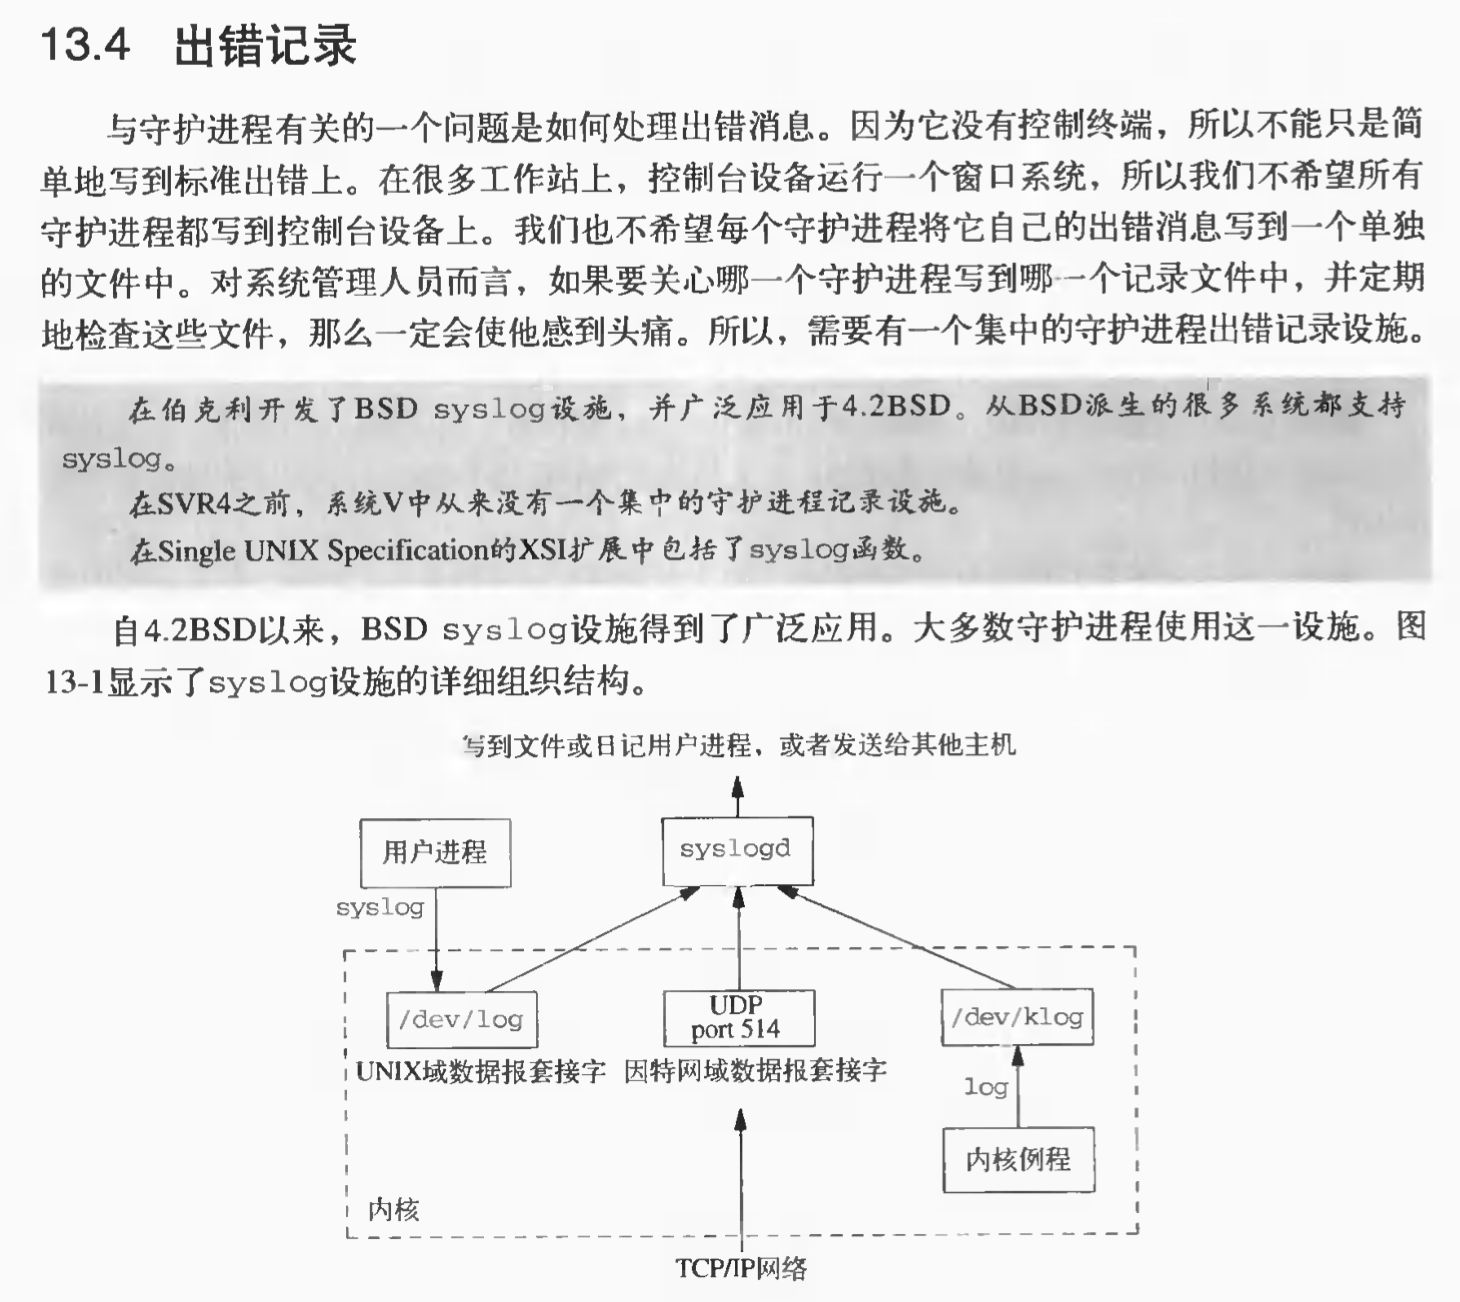 13.4 出错记录
与守护进程有关的一个问题是如何处理出错消息。因为它没有控制终端，所以不能只是简
单地写到标准出错上。在很多工作站上，控制台设备运行一个窗口系统，所以我们不希望所有
守护进程都写到控制台设备上。我们也不希望每个守护进程将它自己的出错消息写到一个单独
的文件中。对系统管理人员而言，如果要关心哪一个守护进程写到哪一个记录文件中，并定期
地检查这些文件，那么一定会使他感到头痛。所以，需要有一个集中的守护进程出错记录设施。
在伯克利开发了BSD syslog设施，并广泛应用于4.2BSD。从BSD派生的很多系统都支持
syslog。
在SVR4之前，系统V中从来没有一个集中的守护进程记录设施。
在Single UNIX Specification的XSI扩展中包括了syslog函数。
自4.2BSD以来，BSD syslog设施得到了广泛应用。大多数守护进程使用这一设施。图
13-1显示了syslog设施的详细组织结构。
写到文件或日记用户进程，或者发送给其他主机
用户进程
syslogd
syslog
/dev/log
UDP
port 514
/dev/klog
UNIX域数据报套接字
因特网域数据报套接字
log
内核例程
内核
TCP/IP网络